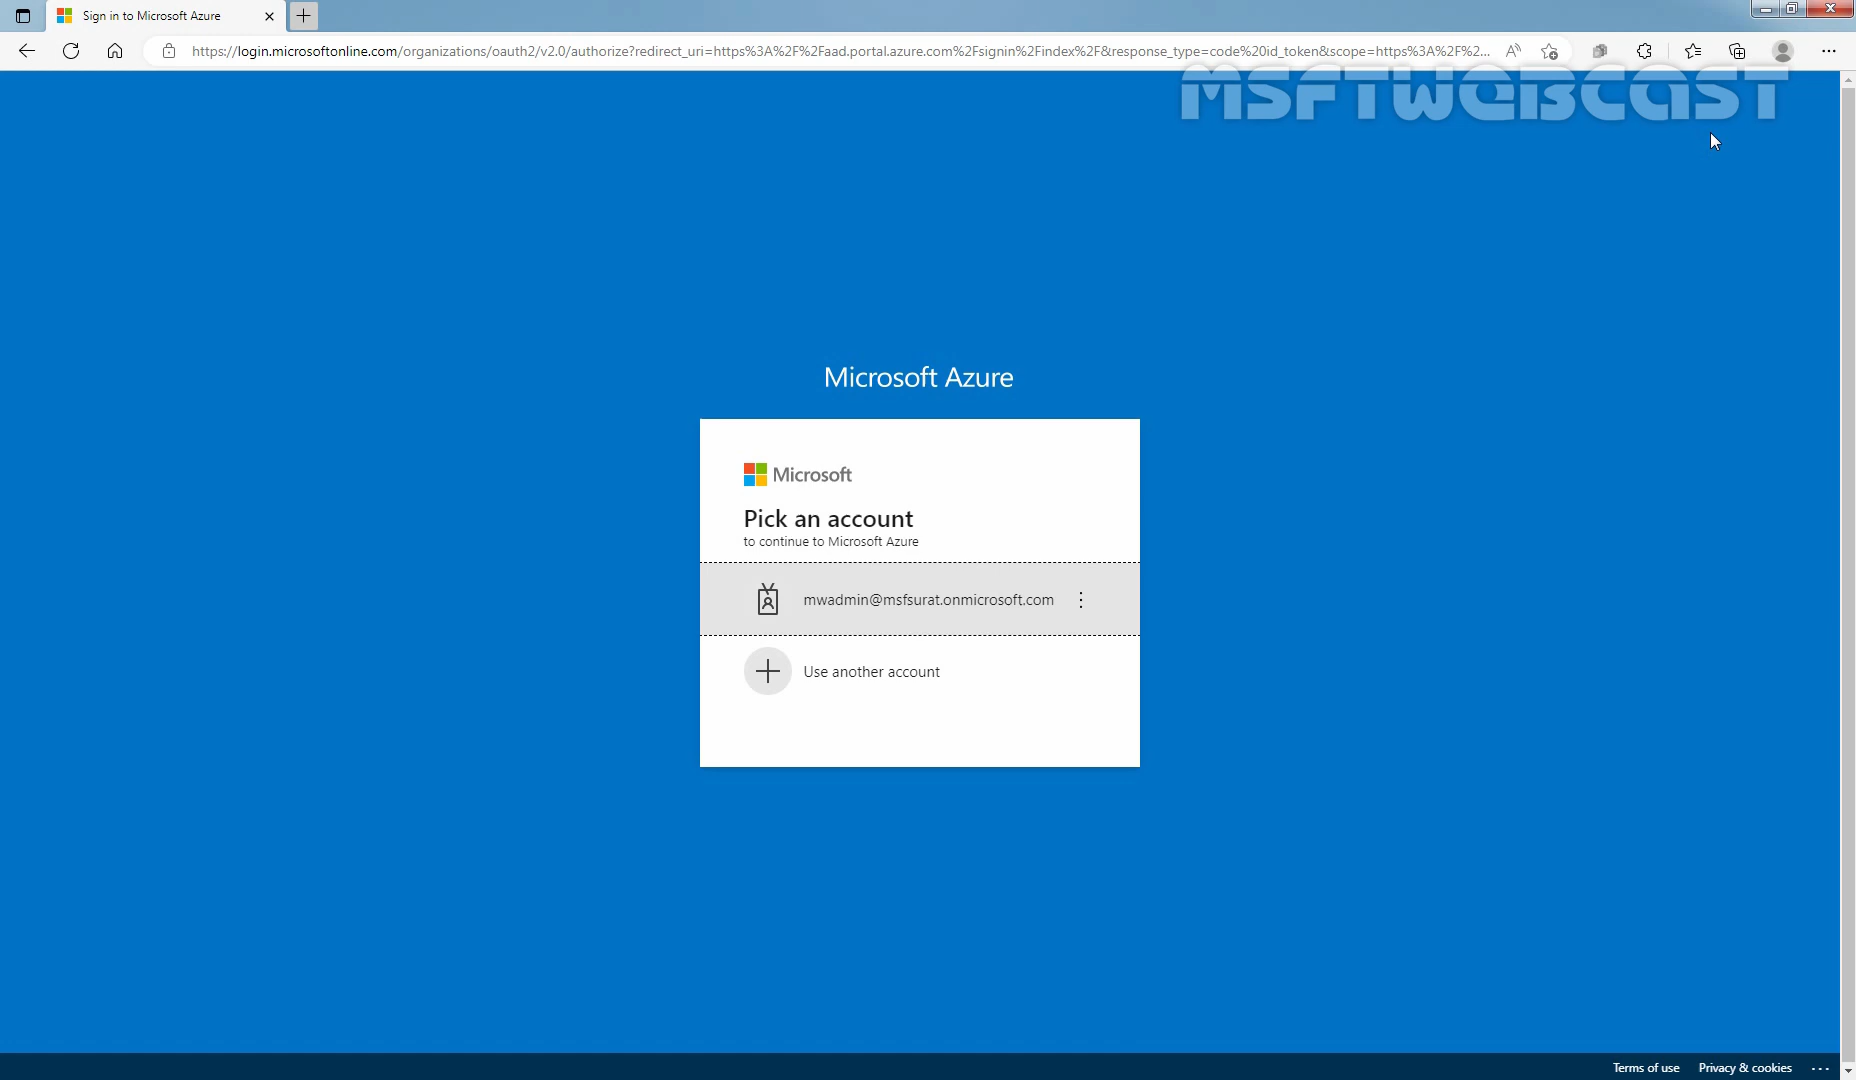 Sign in to Microsoft Azure
https://login.microsoftonline.com/organizations/oauth2/v2.0/authorize?redirect_uri=https%3A%2F%2Faad.portal.azure.com%2Fsignin%2Findex%2F&response_type=code%20id_token&scope=https%3A%2F%2...
MSFTWEBCAST
Microsoft Azure
Microsoft
Pick an account
to continue to Microsoft Azure
mwadmin@msfsurat.onmicrosoft.com
Use another account
Terms of use Privacy & cookies ...